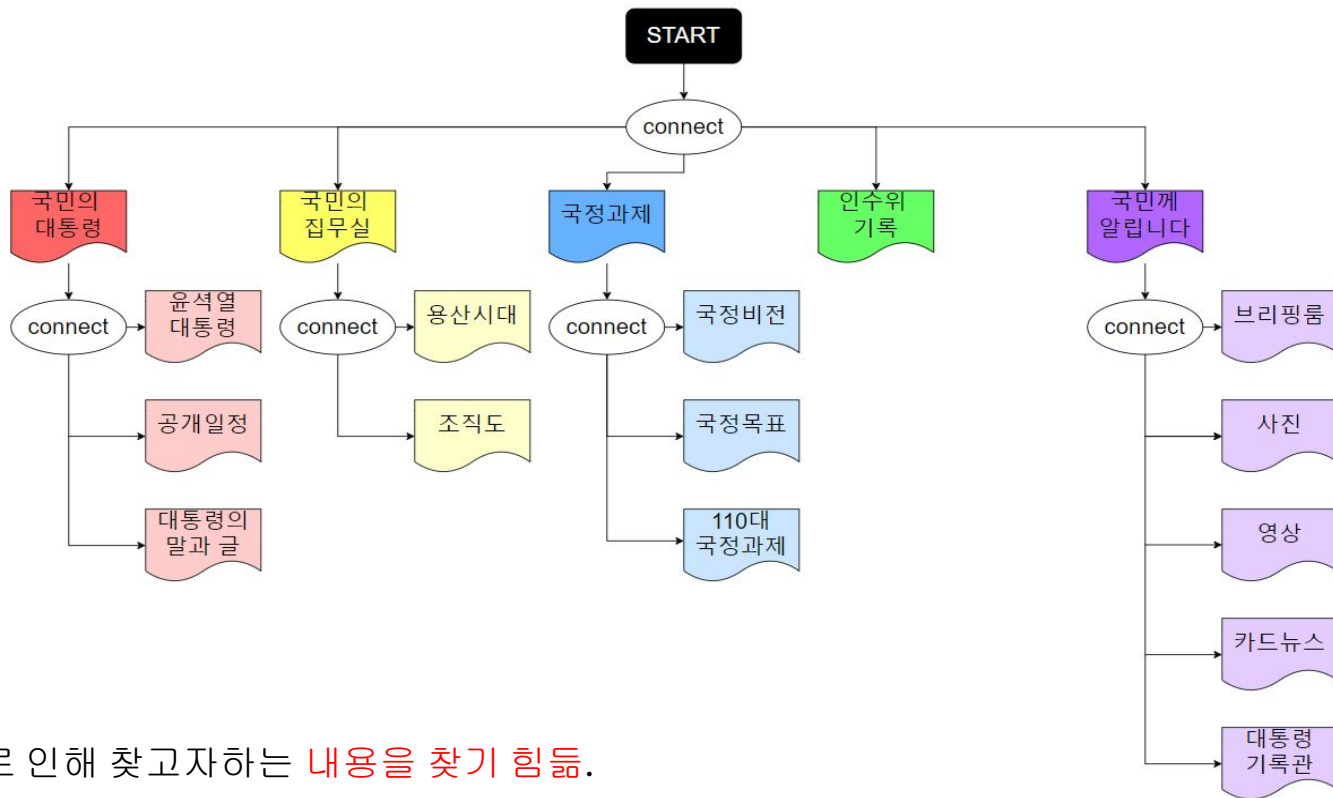 START
connect
국민의
대통령
국민의
집무실
국정과제
인수위
기록
국민께
알립니다
connect
윤셕열
대통령
connect
용산시대
connect
국정비전
connect
브리핑룸
공개일정
조직도
국정목표
사진
대통령의
말과 글
110대
국정과제
영상
카드뉴스
대통령
기록관
로 인해 찾고자하는 내용을 찾기 힘듦.